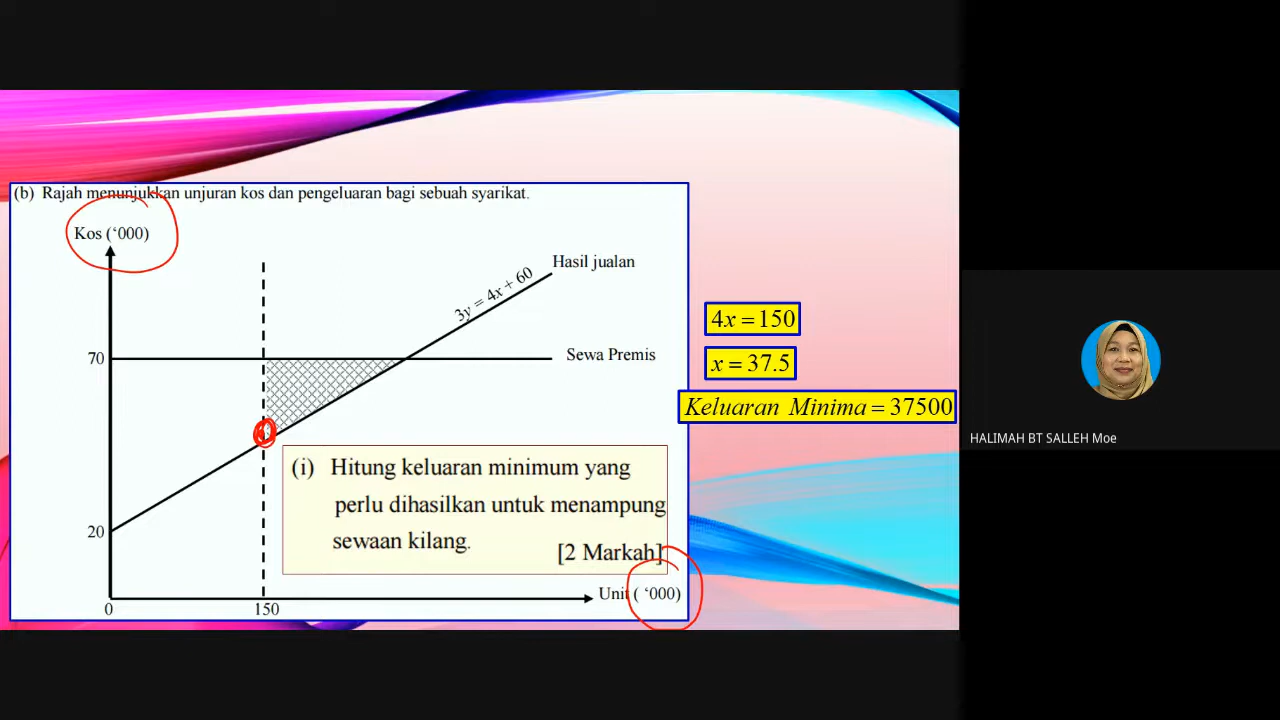 (b) Rajah menunjukkan unjuran kos dan pengeluaran bagi sebuah syarikat.
Kos (‘000)
Hasil jualan
3y = 4x + 60
70
Sewa Premis
20
(i) Hitung keluaran minimum yang
perlu dihasilkan untuk menampung
sewaan kilang.
[2 Markah]
Unit ( ‘000)
0
150
4x = 150
x = 37.5
Keluaran Minima = 37500
HALIMAH BT SALLEH Moe